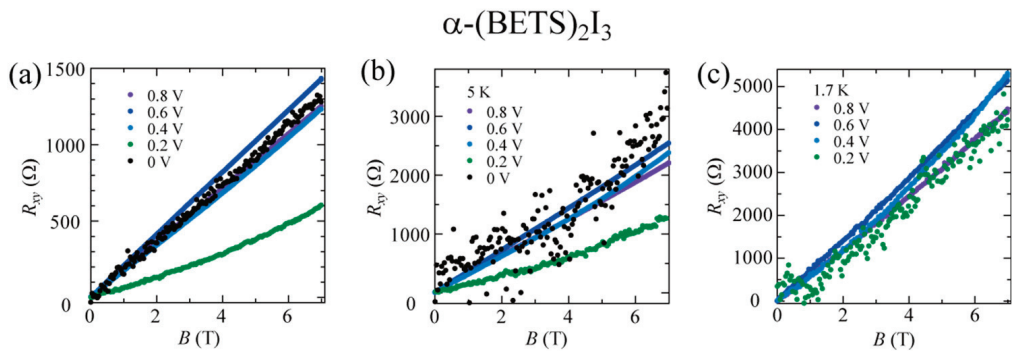 α-(BETS)₂I₃
(a)
1500
1000
500
0
Rxy (Ω)
0.8 V
0.6 V
0.4 V
0.2 V
0 V
0 2 4 6
B (T)
(b)
3000
2000
1000
0
Rxy (Ω)
5 K
0.8 V
0.6 V
0.4 V
0.2 V
0 V
0 2 4 6
B (T)
(c)
5000
4000
3000
2000
1000
0
Rxy (Ω)
1.7 K
0.8 V
0.6 V
0.4 V
0.2 V
0 2 4 6
B (T)